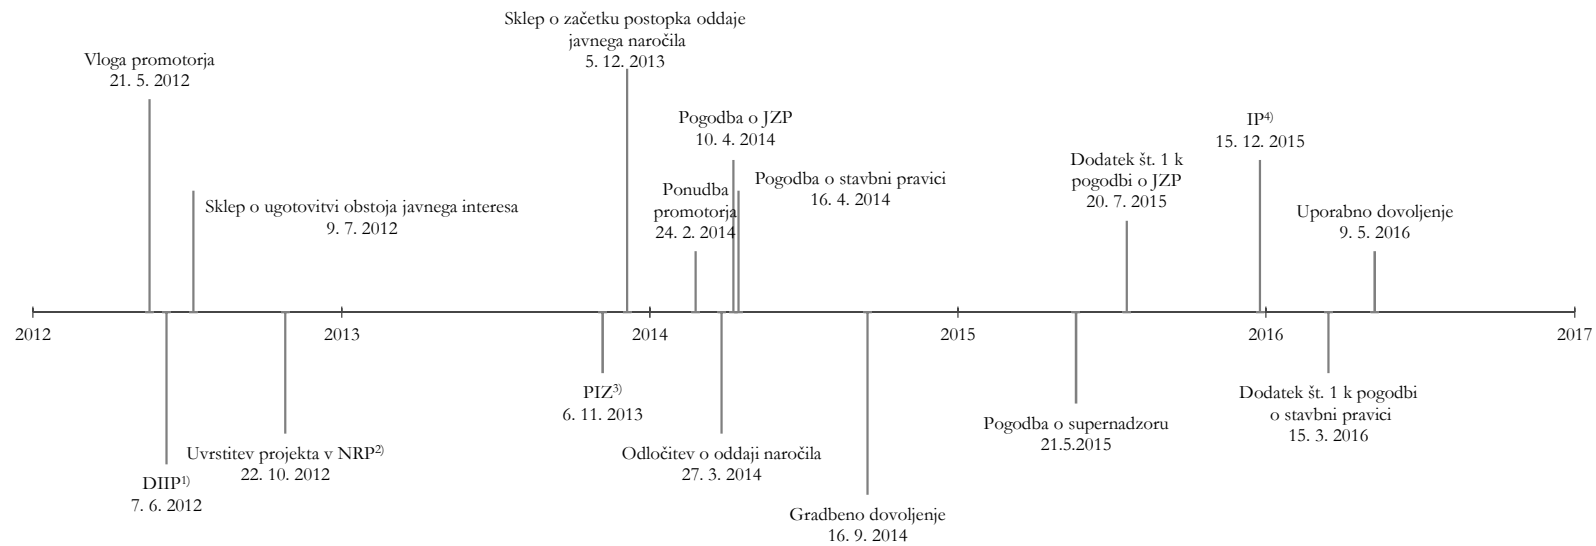 Sklep o začetku postopka oddaje
javnega naročila
5. 12. 2013
Vloga promotorja
21. 5. 2012
Pogodba o JZP
10. 4. 2014
IP4)
15. 12. 2015
Dodatek št. 1 k
pogodbi o JZP
20. 7. 2015
Ponudba
promotorja
24. 2. 2014
Pogodba o stavbni pravici
16. 4. 2014
Sklep o ugotovitvi obstoja javnega interesa
9. 7. 2012
Uporabno dovoljenje
9. 5. 2016
2012
2013
2014
2015
2016
2017
PIZ3)
6. 11. 2013
Dodatek št. 1 k pogodbi
o stavbni pravici
15. 3. 2016
Pogodba o supernadzoru
21.5.2015
Uvrstitev projekta v NRP2)
22. 10. 2012
Odločitev o oddaji naročila
27. 3. 2014
DIIP1)
7. 6. 2012
Gradbeno dovoljenje
16. 9. 2014